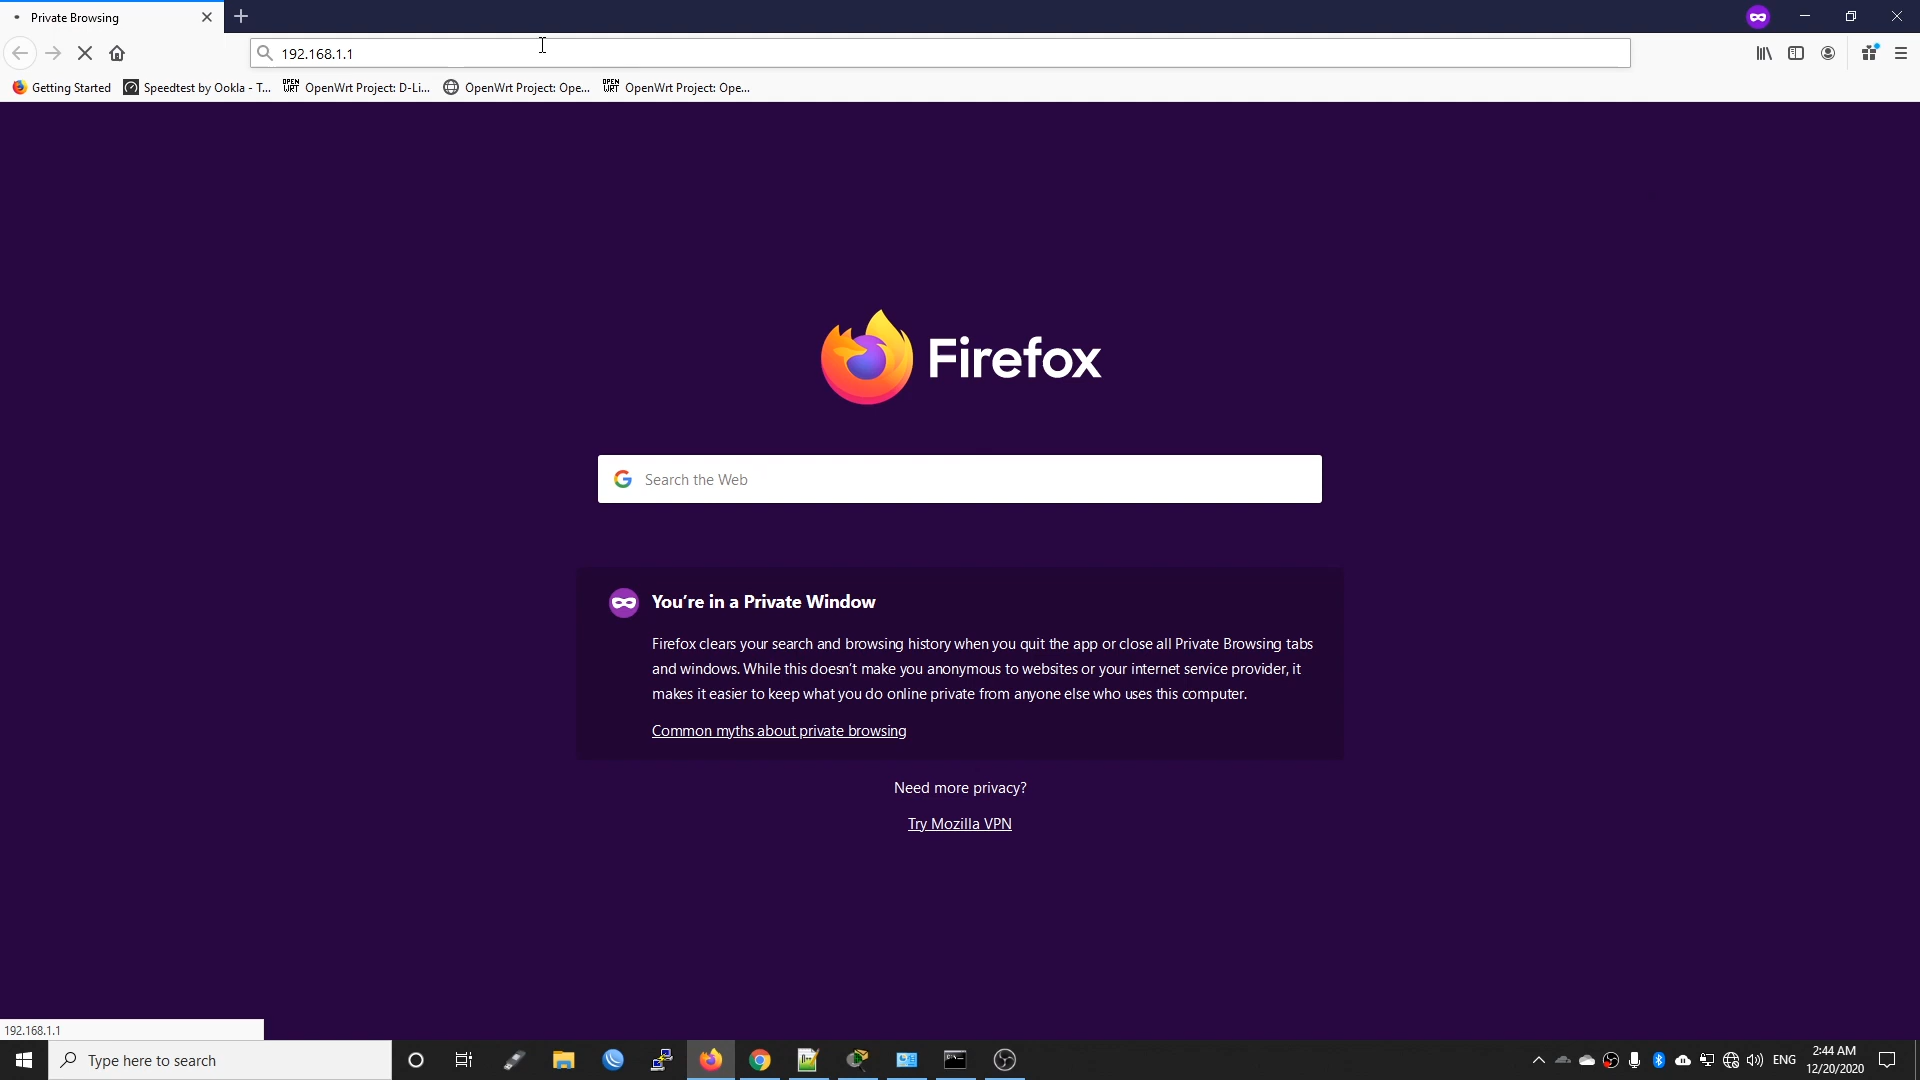 Private Browsing
192.168.1.1
Getting Started
Speedtest by Ookla - T...
OPEN WRT
OpenWrt Project: D-Li...
OpenWrt Project: Ope...
OPEN WRT
OpenWrt Project: Ope...
Firefox
Search the Web
You're in a Private Window
Firefox clears your search and browsing history when you quit the app or close all Private Browsing tabs
and windows. While this doesn't make you anonymous to websites or your internet service provider, it
makes it easier to keep what you do online private from anyone else who uses this computer.
Common myths about private browsing
Need more privacy?
Try Mozilla VPN
192.168.1.1
Type here to search
ENG
2:44 AM
12/20/2020